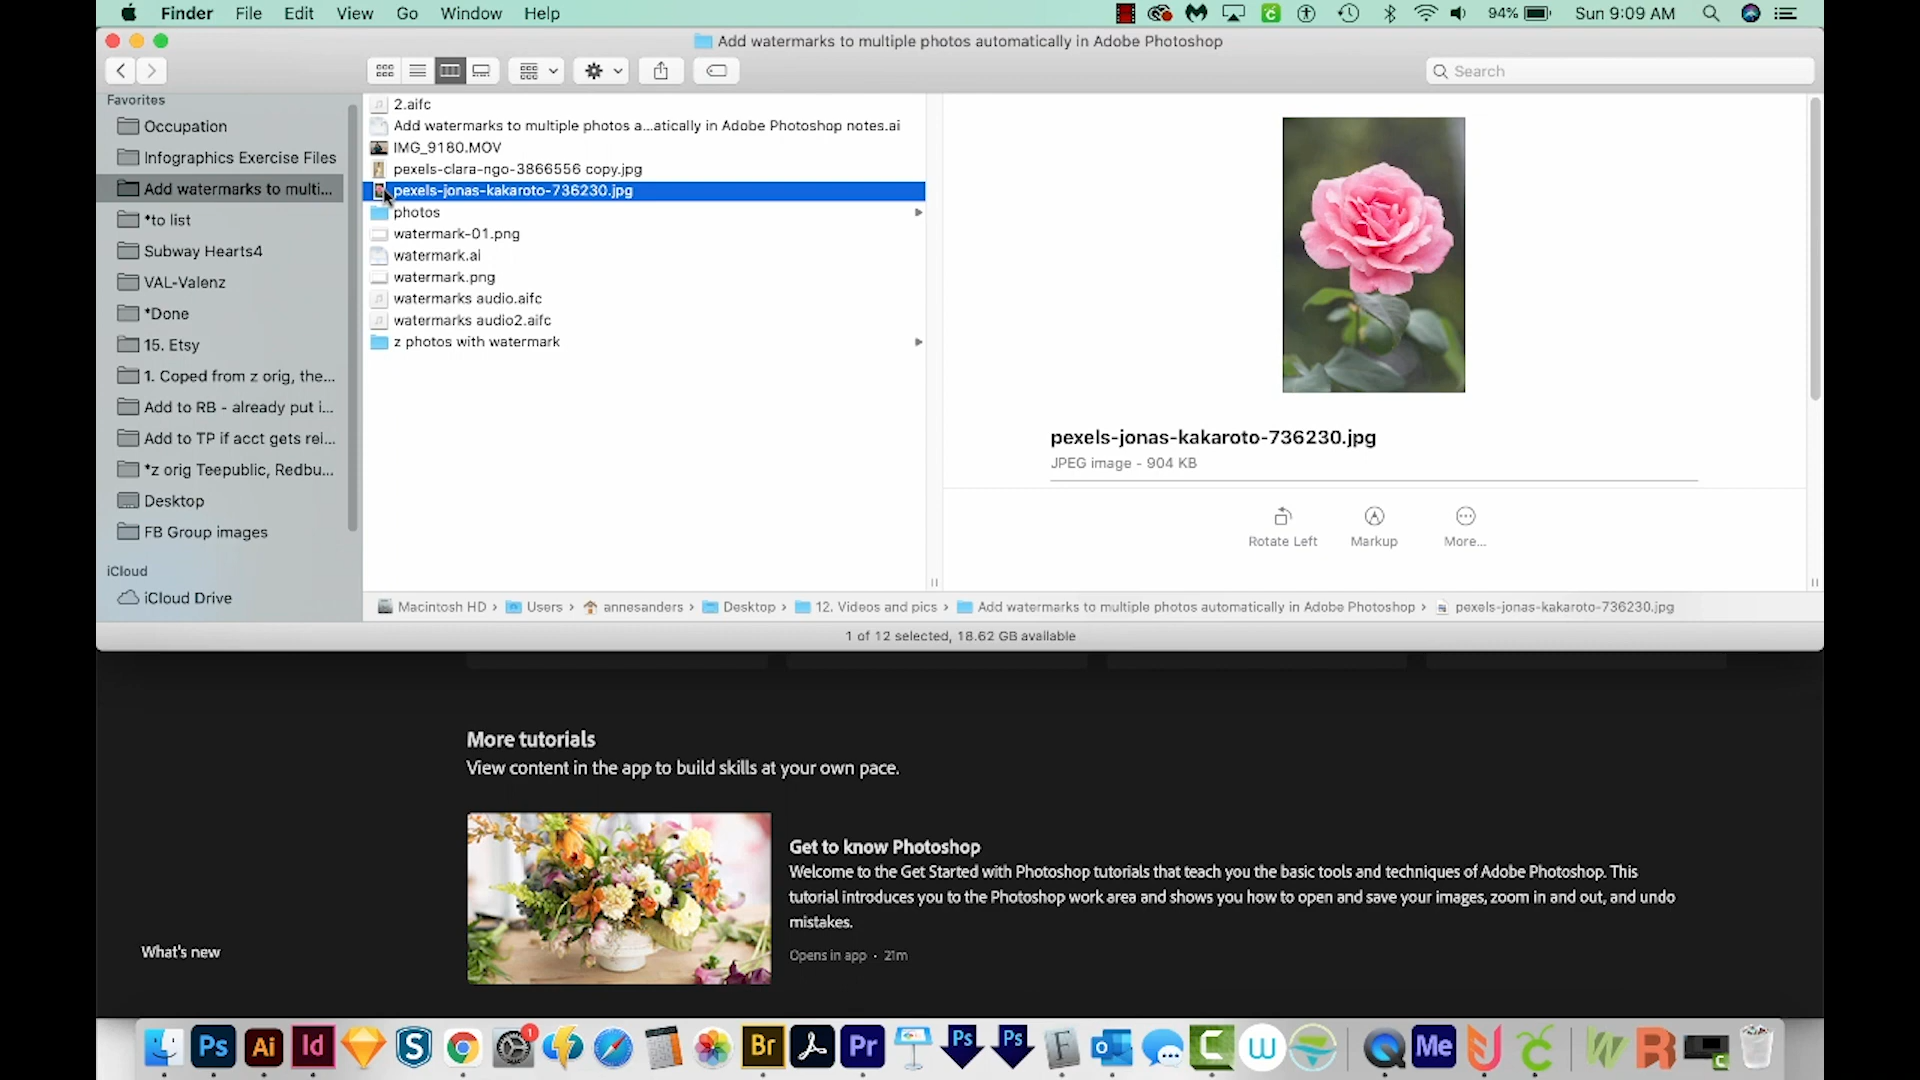 Finder File Edit View Go Window Help 94% Sun 9:09 AM
Add watermarks to multiple photos automatically in Adobe Photoshop
Search
Favorites
Occupation
Infographics Exercise Files
Add watermarks to multi...
*to list
Subway Hearts4
VAL-Valenz
*Done
15. Etsy
1. Coped from z orig, the...
Add to RB - already put i...
Add to TP if acct gets rei...
*z orig Teepublic, Redbu...
Desktop
FB Group images
iCloud
iCloud Drive
2.aifc
Add watermarks to multiple photos a...atically in Adobe Photoshop notes.ai
IMG_9180.MOV
pexels-clara-ngo-3866556 copy.jpg
pexels-jonas-kakaroto-736230.jpg
photos
watermark-01.png
watermark.ai
watermark.png
watermarks audio.aifc
watermarks audio2.aifc
z photos with watermark
pexels-jonas-kakaroto-736230.jpg
JPEG image - 904 KB
Rotate Left Markup More...
Macintosh HD › Users › annesanders › Desktop › 12. Videos and pics › Add watermarks to multiple photos automatically in Adobe Photoshop › pexels-jonas-kakaroto-736230.jpg
1 of 12 selected, 18.62 GB available
More tutorials
View content in the app to build skills at your own pace.
Get to know Photoshop
Welcome to the Get Started with Photoshop tutorials that teach you the basic tools and techniques of Adobe Photoshop. This
tutorial introduces you to the Photoshop work area and shows you how to open and save your images, zoom in and out, and undo
mistakes.
Opens in app · 21m
What's new
Ps Ai Id S 1 Br Pr Ps Ps F o C W Me R C